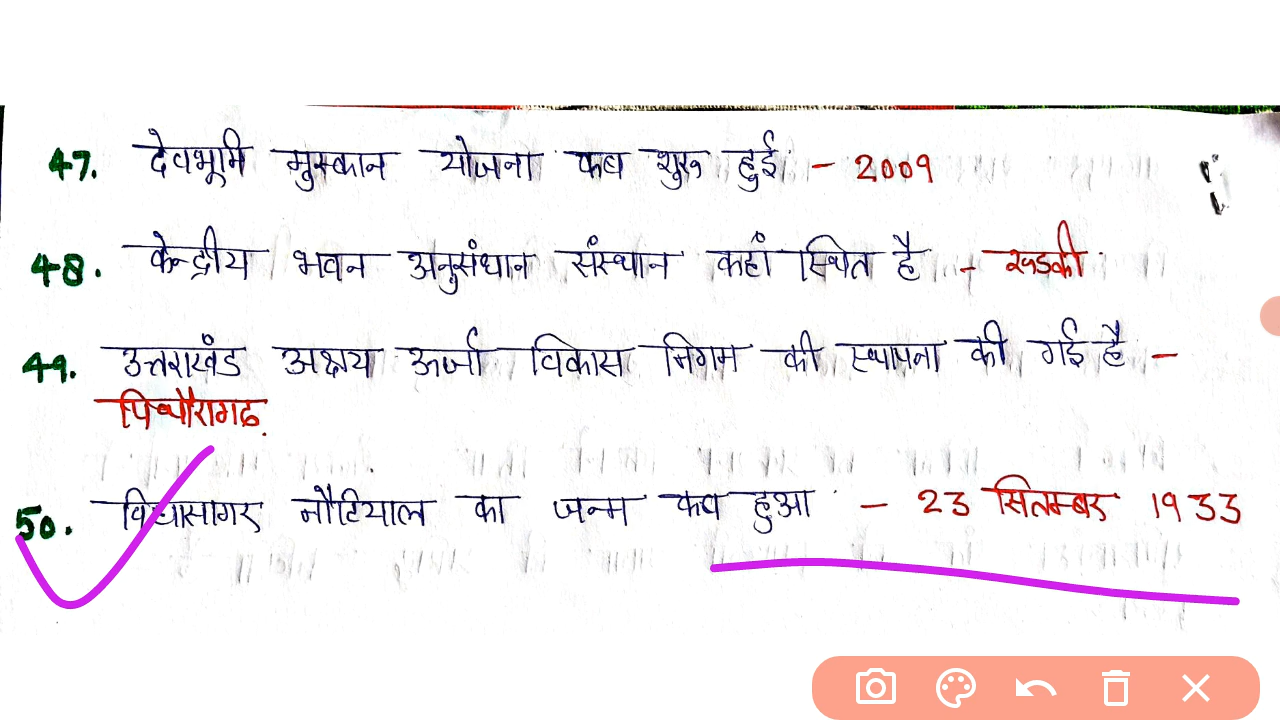 47. देवभूमि मुस्कान योजना कब शुरू हुई - 2009
48. केन्द्रीय भवन अनुसंधान संस्थान कहां स्थित है - रूड़की
49. उत्तराखंड अक्षय ऊर्जा विकास निगम की स्थापना की गई है -
पिथौरागढ़
50. विद्यासागर नौटियाल का जन्म कब हुआ - 23 सितम्बर 1933